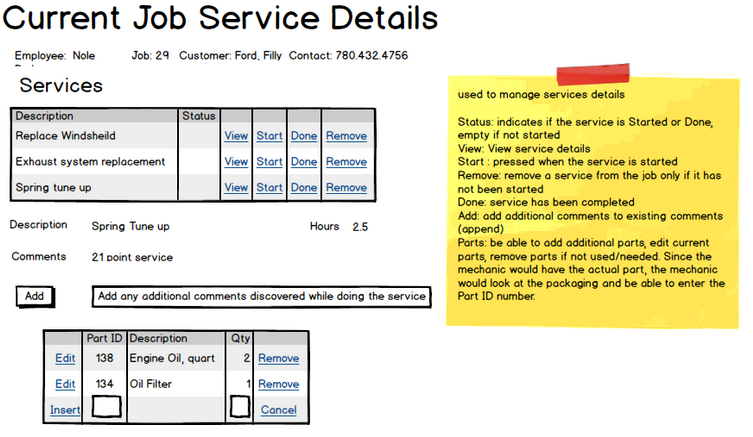 Current Job Service Details
Employee: Nole Job: 29 Customer: Ford, Filly Contact: 780.432.4756
Services
Description Status
Replace Windsheild View Start Done Remove
Exhaust system replacement View Start Done Remove
Spring tune up View Start Done Remove
Description Spring Tune up Hours 2.5
Comments 21 point service
Add Add any additional comments discovered while doing the service
Part ID Description Qty
Edit 138 Engine Oil, quart 2 Remove
Edit 134 Oil Filter 1 Remove
Insert Cancel
used to manage services details
Status: indicates if the service is Started or Done,
empty if not started
View: View service details
Start : pressed when the service is started
Remove: remove a service from the job only if it has
not been started
Done: service has been completed
Add: add additional comments to existing comments
(append)
Parts: be able to add additional parts, edit current
parts, remove parts if not used/needed. Since the
mechanic would have the actual part, the mechanic
would look at the packaging and be able to enter the
Part ID number.